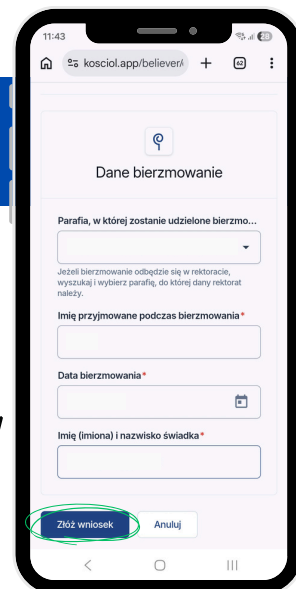 11:43
kosciol.app/believer/
62
Dane bierzmowanie
Parafia, w której zostanie udzielone bierzmo...
Jeżeli bierzmowanie odbędzie się w rektoracie,
wyszukaj i wybierz parafię, do której dany rektorat
należy.
Imię przyjmowane podczas bierzmowania*
Data bierzmowania*
Imię (imiona) i nazwisko świadka*
Złóż wniosek Anuluj